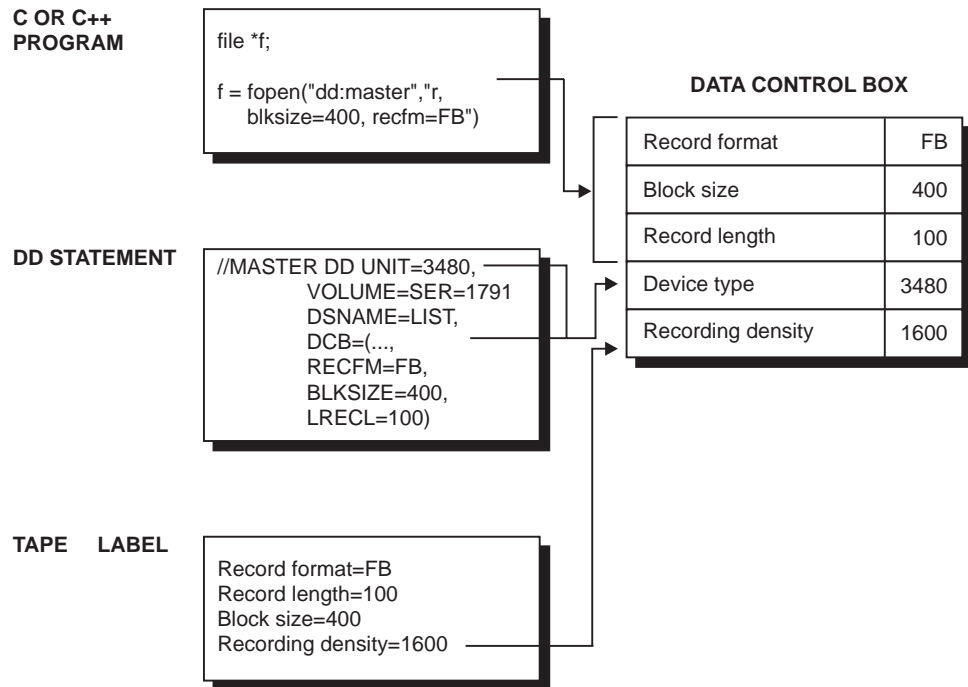 C OR C++
PROGRAM
file *f;
f = fopen("dd:master","r,
blksize=400, recfm=FB")
DATA CONTROL BOX
Record format FB
Block size 400
Record length 100
Device type 3480
Recording density 1600
DD STATEMENT
//MASTER DD UNIT=3480,
VOLUME=SER=1791
DSNAME=LIST,
DCB=(...,
RECFM=FB,
BLKSIZE=400,
LRECL=100)
TAPE LABEL
Record format=FB
Record length=100
Block size=400
Recording density=1600